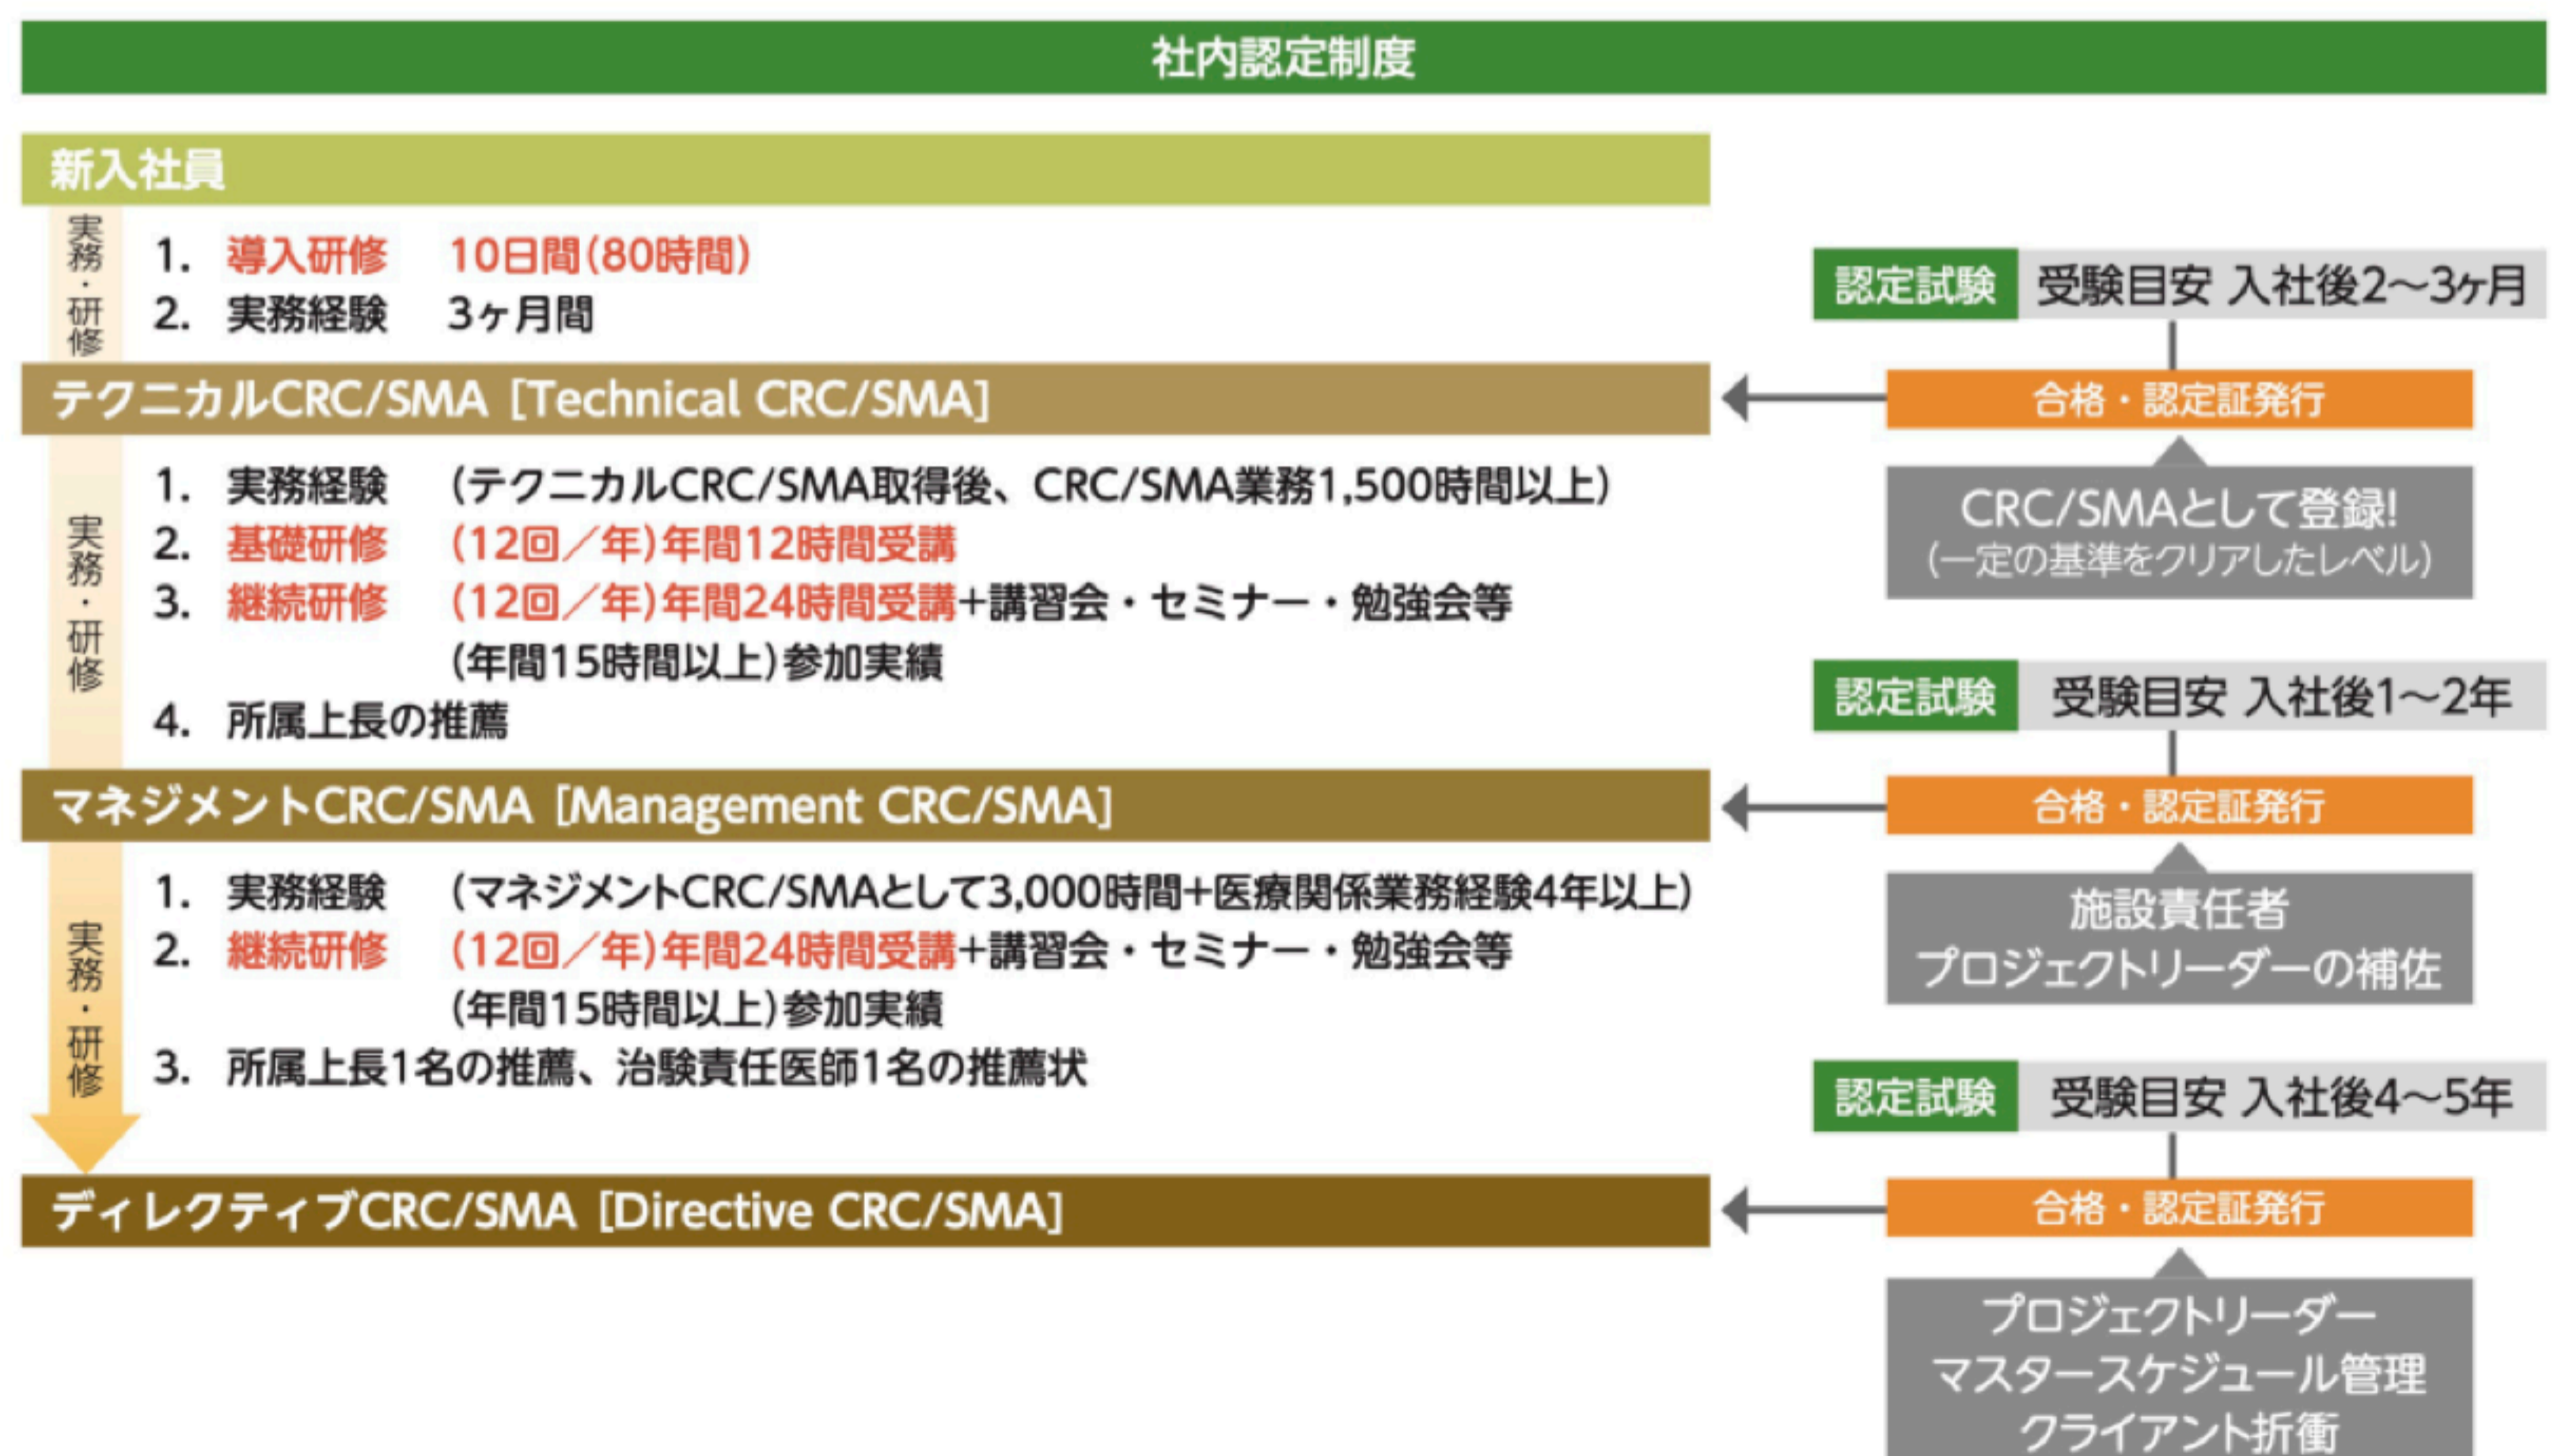 社内認定制度
新入社員
実務・研修
1. 導入研修 10日間(80時間)
2. 実務経験 3ヶ月間
認定試験 受験目安 入社後2〜3ヶ月
合格・認定証発行
CRC/SMAとして登録!
(一定の基準をクリアしたレベル)
テクニカルCRC/SMA [Technical CRC/SMA]
実務・研修
1. 実務経験 (テクニカルCRC/SMA取得後、CRC/SMA業務1,500時間以上)
2. 基礎研修 (12回／年)年間12時間受講
3. 継続研修 (12回／年)年間24時間受講+講習会・セミナー・勉強会等
(年間15時間以上)参加実績
4. 所属上長の推薦
認定試験 受験目安 入社後1〜2年
合格・認定証発行
施設責任者
プロジェクトリーダーの補佐
マネジメントCRC/SMA [Management CRC/SMA]
実務・研修
1. 実務経験 (マネジメントCRC/SMAとして3,000時間+医療関係業務経験4年以上)
2. 継続研修 (12回／年)年間24時間受講+講習会・セミナー・勉強会等
(年間15時間以上)参加実績
3. 所属上長1名の推薦、治験責任医師1名の推薦状
認定試験 受験目安 入社後4〜5年
合格・認定証発行
プロジェクトリーダー
マスタースケジュール管理
クライアント折衝
ディレクティブCRC/SMA [Directive CRC/SMA]